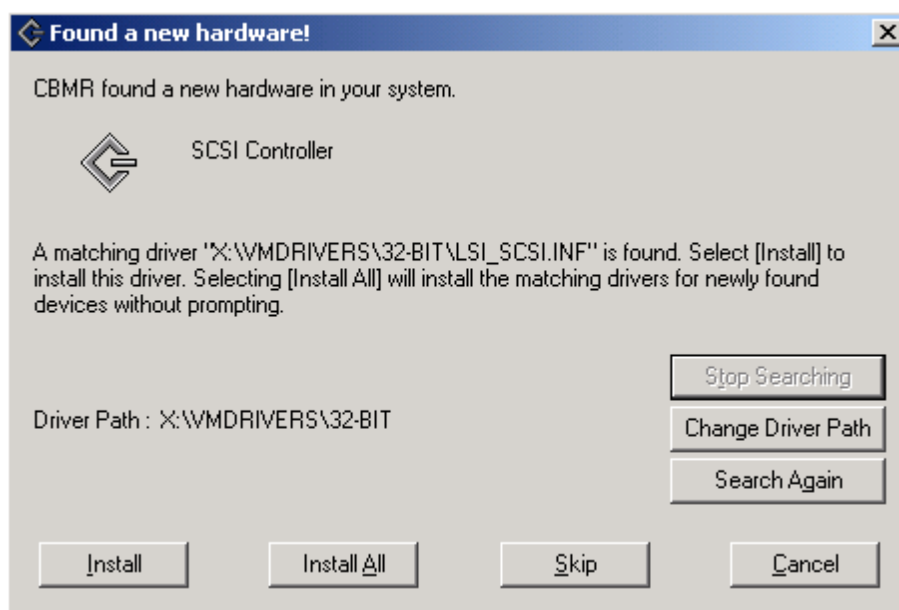 Found a new hardware!
CBMR found a new hardware in your system.
SCSI Controller
A matching driver "X:\VMDRIVERS\32-BIT\LSI_SCSI.INF" is found. Select [Install] to
install this driver. Selecting [Install All] will install the matching drivers for newly found
devices without prompting.
Stop Searching
Driver Path : X:\VMDRIVERS\32-BIT
Change Driver Path
Search Again
Install
Install All
Skip
Cancel